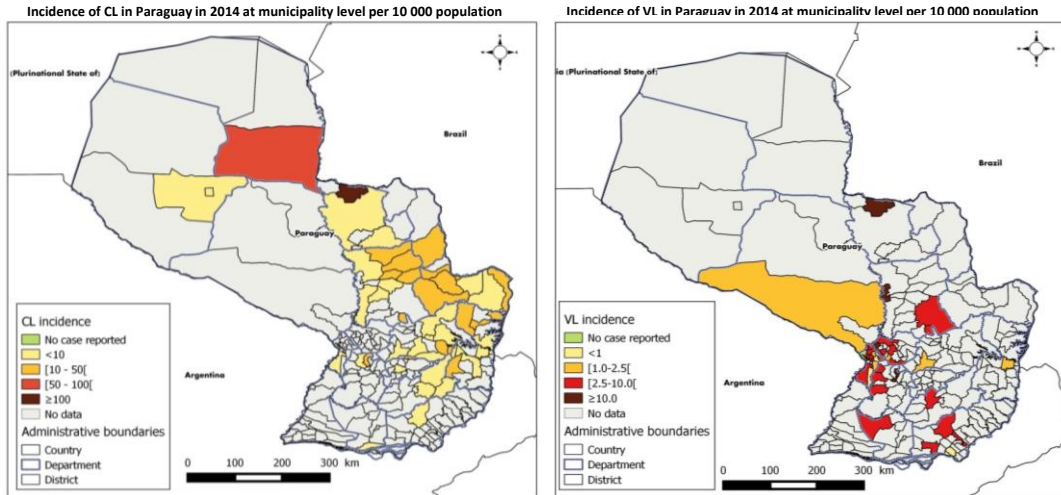 Incidence of CL in Paraguay in 2014 at municipality level per 10 000 population
(Plurinational State of)
Brazil
Paraguay
Argentina
CL incidence
No case reported
<10
[10 - 50[
[50 - 100[
≥100
No data
Administrative boundaries
Country
Department
District
0 100 200 300
km
Incidence of VL in Paraguay in 2014 at municipality level per 10 000 population
ia (Plurinational State of)
Brazil
Paraguay
Argentina
VL incidence
No case reported
<1
[1.0-2.5[
[2.5-10.0[
≥10.0
No data
Administrative boundaries
Country
Department
District
0 100 200 300
km